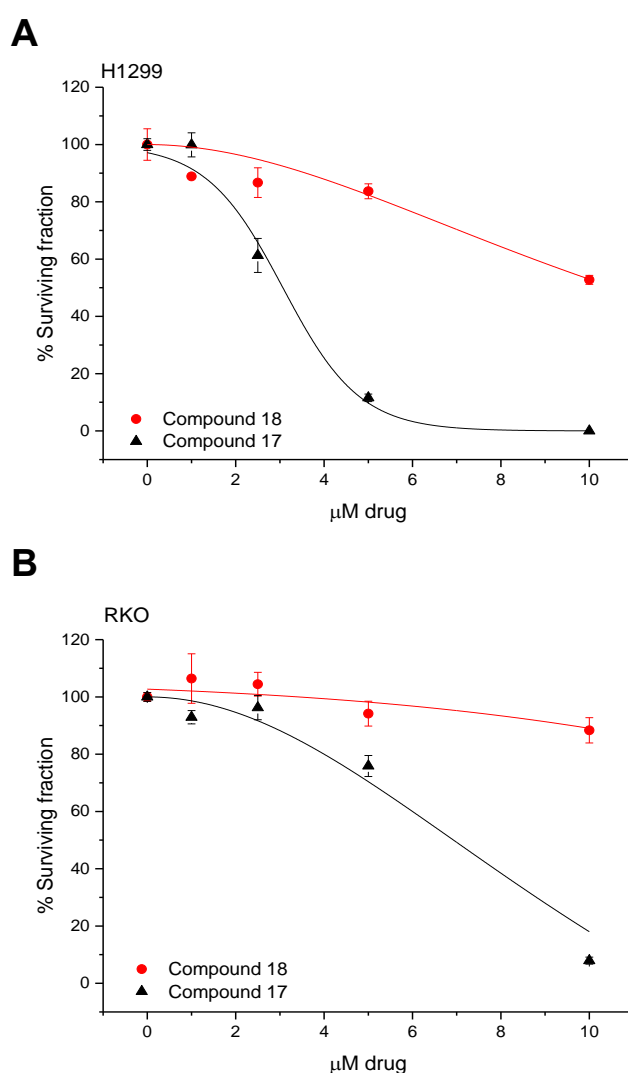 A
H1299
120
100
80
60
40
20
0
% Surviving fraction
Compound 18
Compound 17
0 2 4 6 8 10
μM drug
B
RKO
120
100
80
60
40
20
0
% Surviving fraction
Compound 18
Compound 17
0 2 4 6 8 10
μM drug